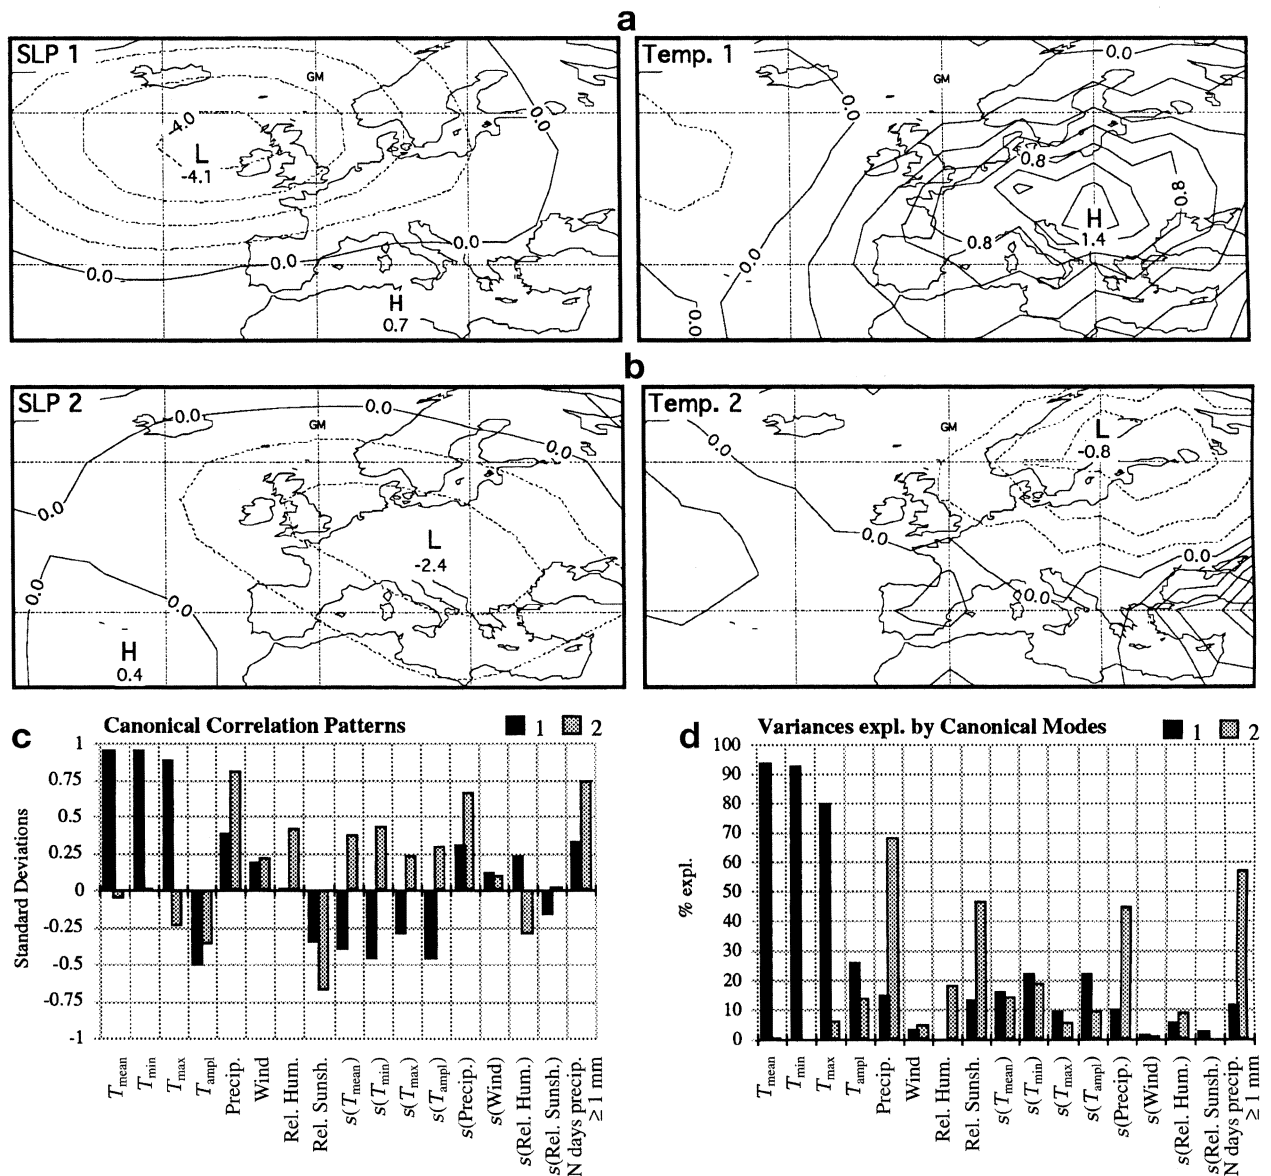 a
SLP 1
GM
-4.0
L
-4.1
0.0
0.0
0.0
0.0
H
0.7
Temp. 1
GM
0.0
0.0
0.8
0.8
H
1.4
0.8
0.0
0.0
b
SLP 2
GM
0.0
0.0
0.0
0.0
L
-2.4
0.0
0.0
H
0.4
Temp. 2
GM
0.0
L
-0.8
0.0
0.0
0.0
c
Canonical Correlation Patterns
1
2
Standard Deviations
1
0.75
0.5
0.25
0
-0.25
-0.5
-0.75
-1
Tmean
Tmin
Tmax
Tampl
Precip.
Wind
Rel. Hum.
Rel. Sunsh.
s(Tmean)
s(Tmin)
s(Tmax)
s(Tampl)
s(Precip.)
s(Wind)
s(Rel. Hum.)
s(Rel. Sunsh.)
N days precip.
≥ 1 mm
d
Variances expl. by Canonical Modes
1
2
% expl.
100
90
80
70
60
50
40
30
20
10
0
Tmean
Tmin
Tmax
Tampl
Precip.
Wind
Rel. Hum.
Rel. Sunsh.
s(Tmean)
s(Tmin)
s(Tmax)
s(Tampl)
s(Precip.)
s(Wind)
s(Rel. Hum.)
s(Rel. Sunsh.)
N days precip.
≥ 1 mm